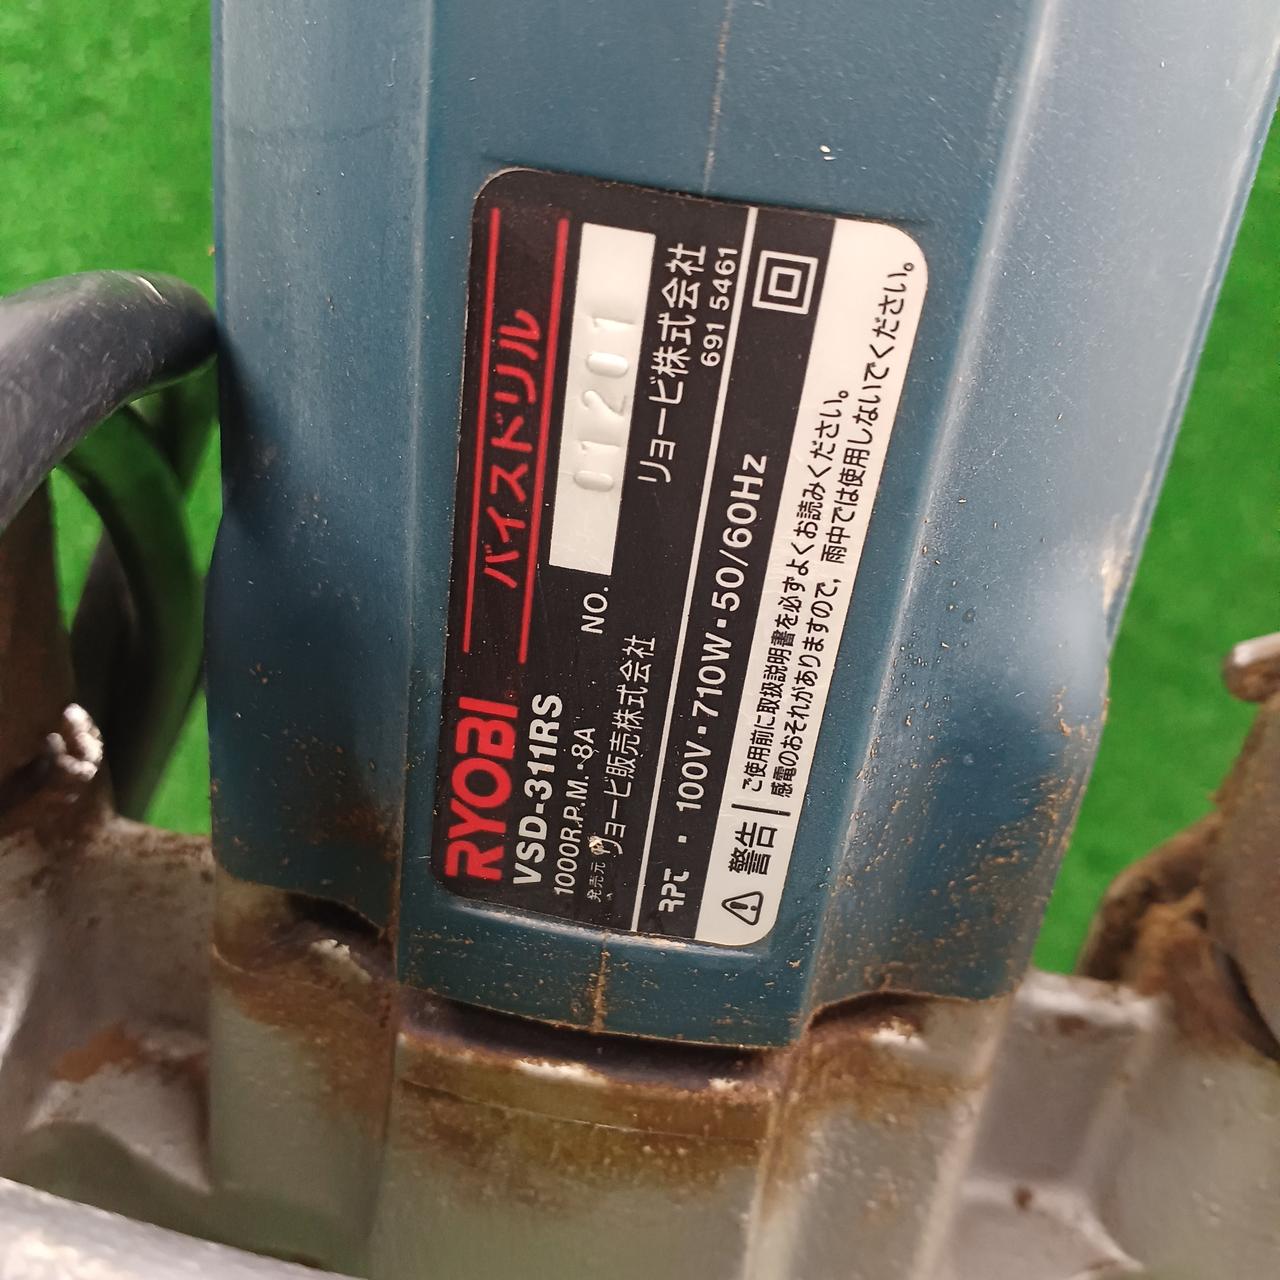 RYOBI バイスドリル
VSD-311RS
1000R.P.M.・8A
NO. 01201
発売元 リョービ販売株式会社 リョービ株式会社
691 5461
100V・710W・50/60Hz
警告
ご使用前に取扱説明書を必ずよくお読みください。
感電のおそれがありますので，雨中では使用しないでください。